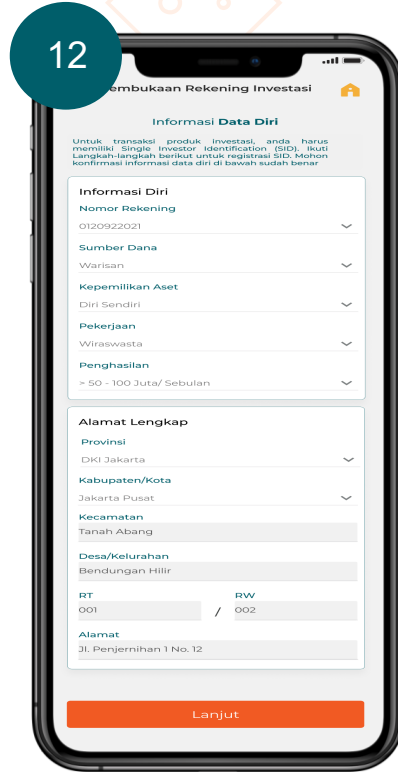 12
embukaan Rekening Investasi
Informasi Data Diri
Untuk transaksi produk investasi, anda harus
memiliki Single Investor Identification (SID). Ikuti
Langkah-langkah berikut untuk registrasi SID. Mohon
konfirmasi informasi data diri di bawah sudah benar
Informasi Diri
Nomor Rekening
0120922021
Sumber Dana
Warisan
Kepemilikan Aset
Diri Sendiri
Pekerjaan
Wiraswasta
Penghasilan
> 50 - 100 Juta/ Sebulan
Alamat Lengkap
Provinsi
DKI Jakarta
Kabupaten/Kota
Jakarta Pusat
Kecamatan
Tanah Abang
Desa/Kelurahan
Bendungan Hilir
RT RW
001 / 002
Alamat
Jl. Penjernihan 1 No. 12
Lanjut